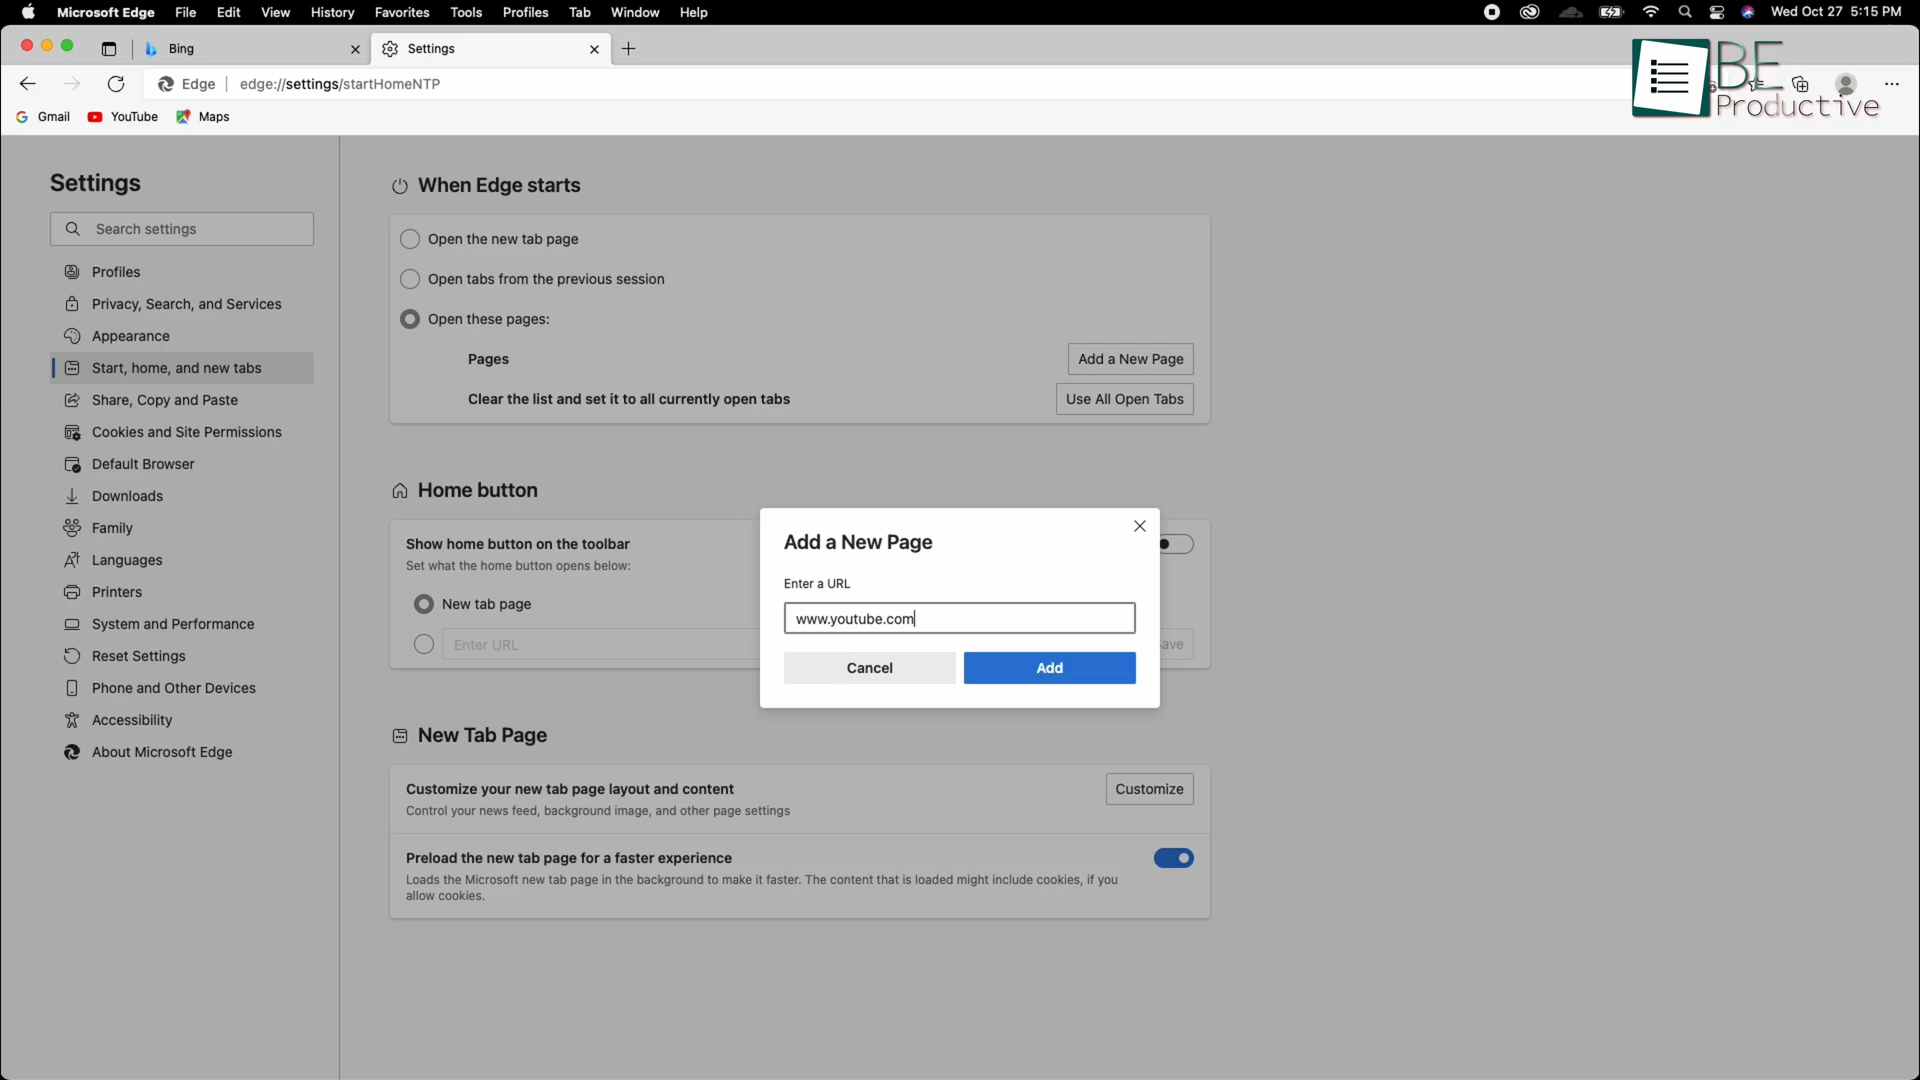 Microsoft Edge File Edit View History Favorites Tools Profiles Tab Window Help Wed Oct 27 5:15 PM
Bing
Settings
BE
Productive
Edge edge://settings/startHomeNTP
Gmail YouTube Maps
Settings
Search settings
Profiles
Privacy, Search, and Services
Appearance
Start, home, and new tabs
Share, Copy and Paste
Cookies and Site Permissions
Default Browser
Downloads
Family
Languages
Printers
System and Performance
Reset Settings
Phone and Other Devices
Accessibility
About Microsoft Edge
When Edge starts
Open the new tab page
Open tabs from the previous session
Open these pages:
Pages Add a New Page
Clear the list and set it to all currently open tabs Use All Open Tabs
Home button
Show home button on the toolbar
Set what the home button opens below:
New tab page
Enter URL ave
Add a New Page
Enter a URL
www.youtube.com
Cancel Add
New Tab Page
Customize your new tab page layout and content Customize
Control your news feed, background image, and other page settings
Preload the new tab page for a faster experience
Loads the Microsoft new tab page in the background to make it faster. The content that is loaded might include cookies, if you
allow cookies.